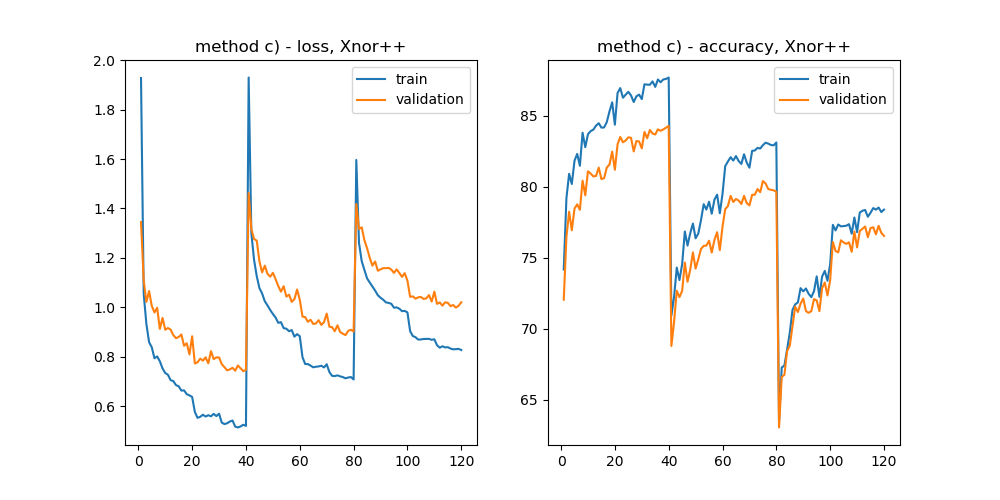 method c) - loss, Xnor++
2.0
1.8
1.6
1.4
1.2
1.0
0.8
0.6
0 20 40 60 80 100 120
train
validation
method c) - accuracy, Xnor++
85
80
75
70
65
0 20 40 60 80 100 120
train
validation